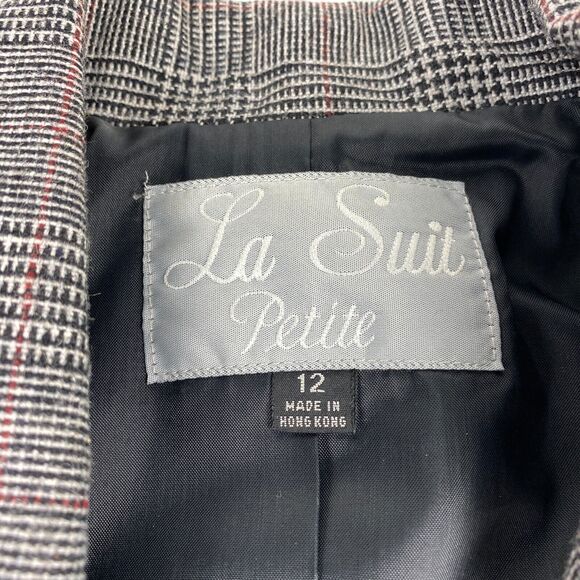 La Suit
Petite
12
MADE IN
HONG KONG